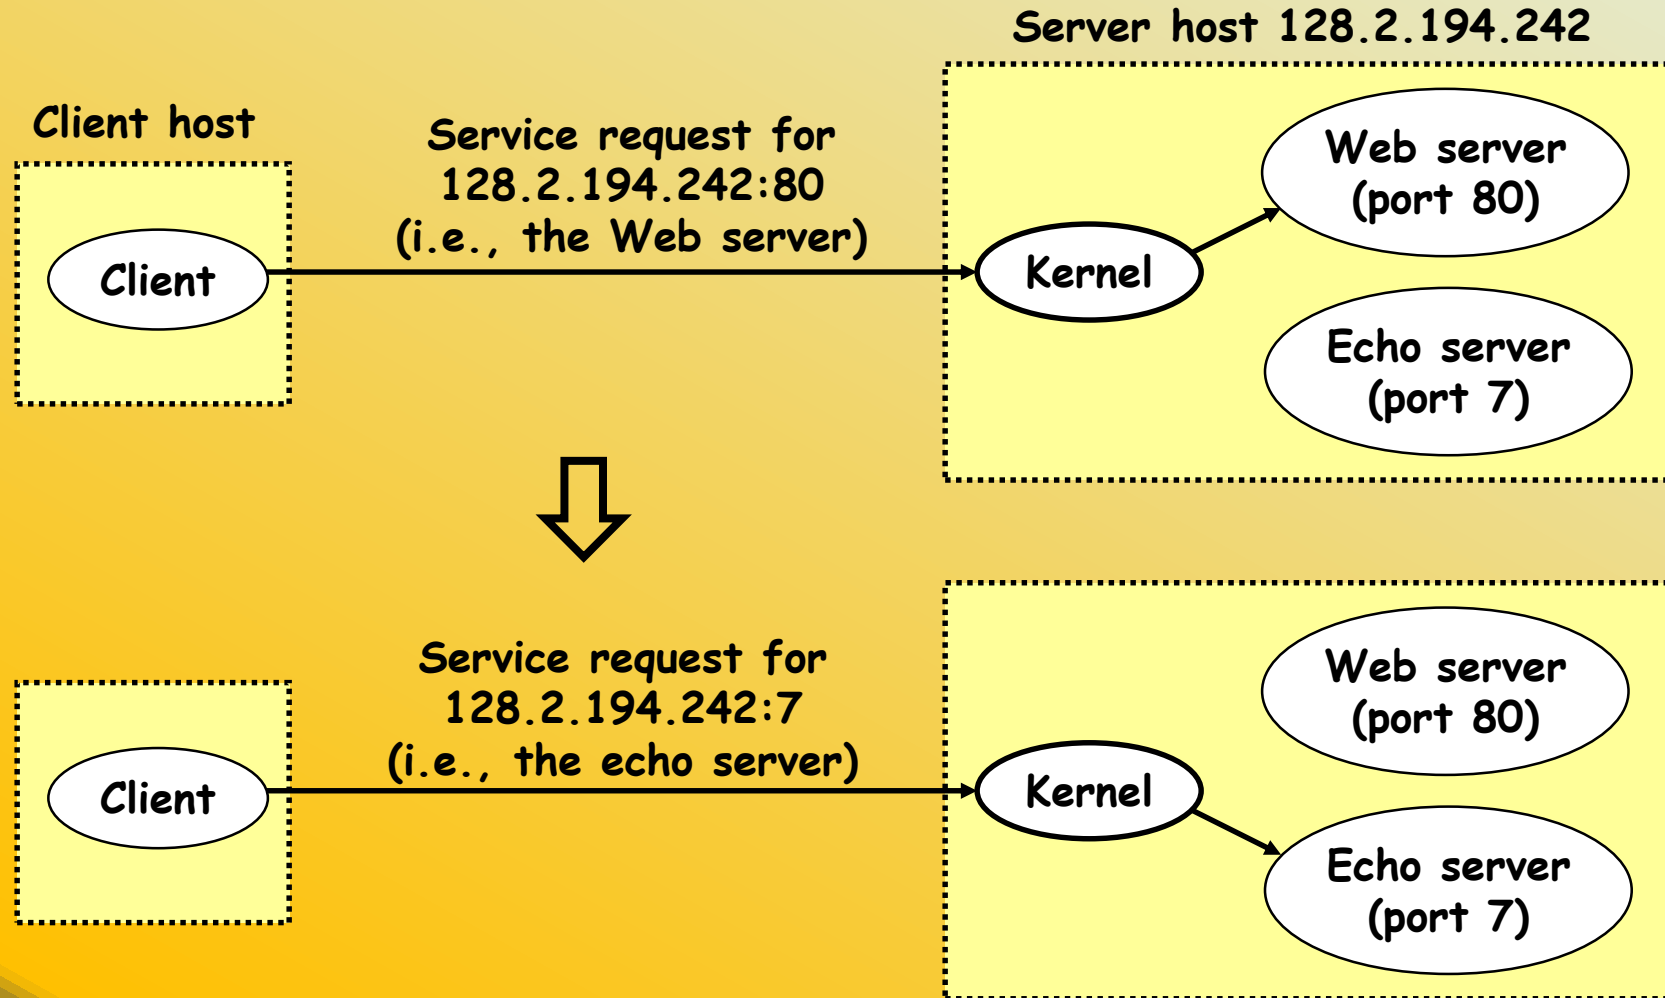 Server host 128.2.194.242
Client host
Service request for
128.2.194.242:80
(i.e., the Web server)
Client
Kernel
Web server
(port 80)
Echo server
(port 7)
Service request for
128.2.194.242:7
(i.e., the echo server)
Client
Kernel
Web server
(port 80)
Echo server
(port 7)